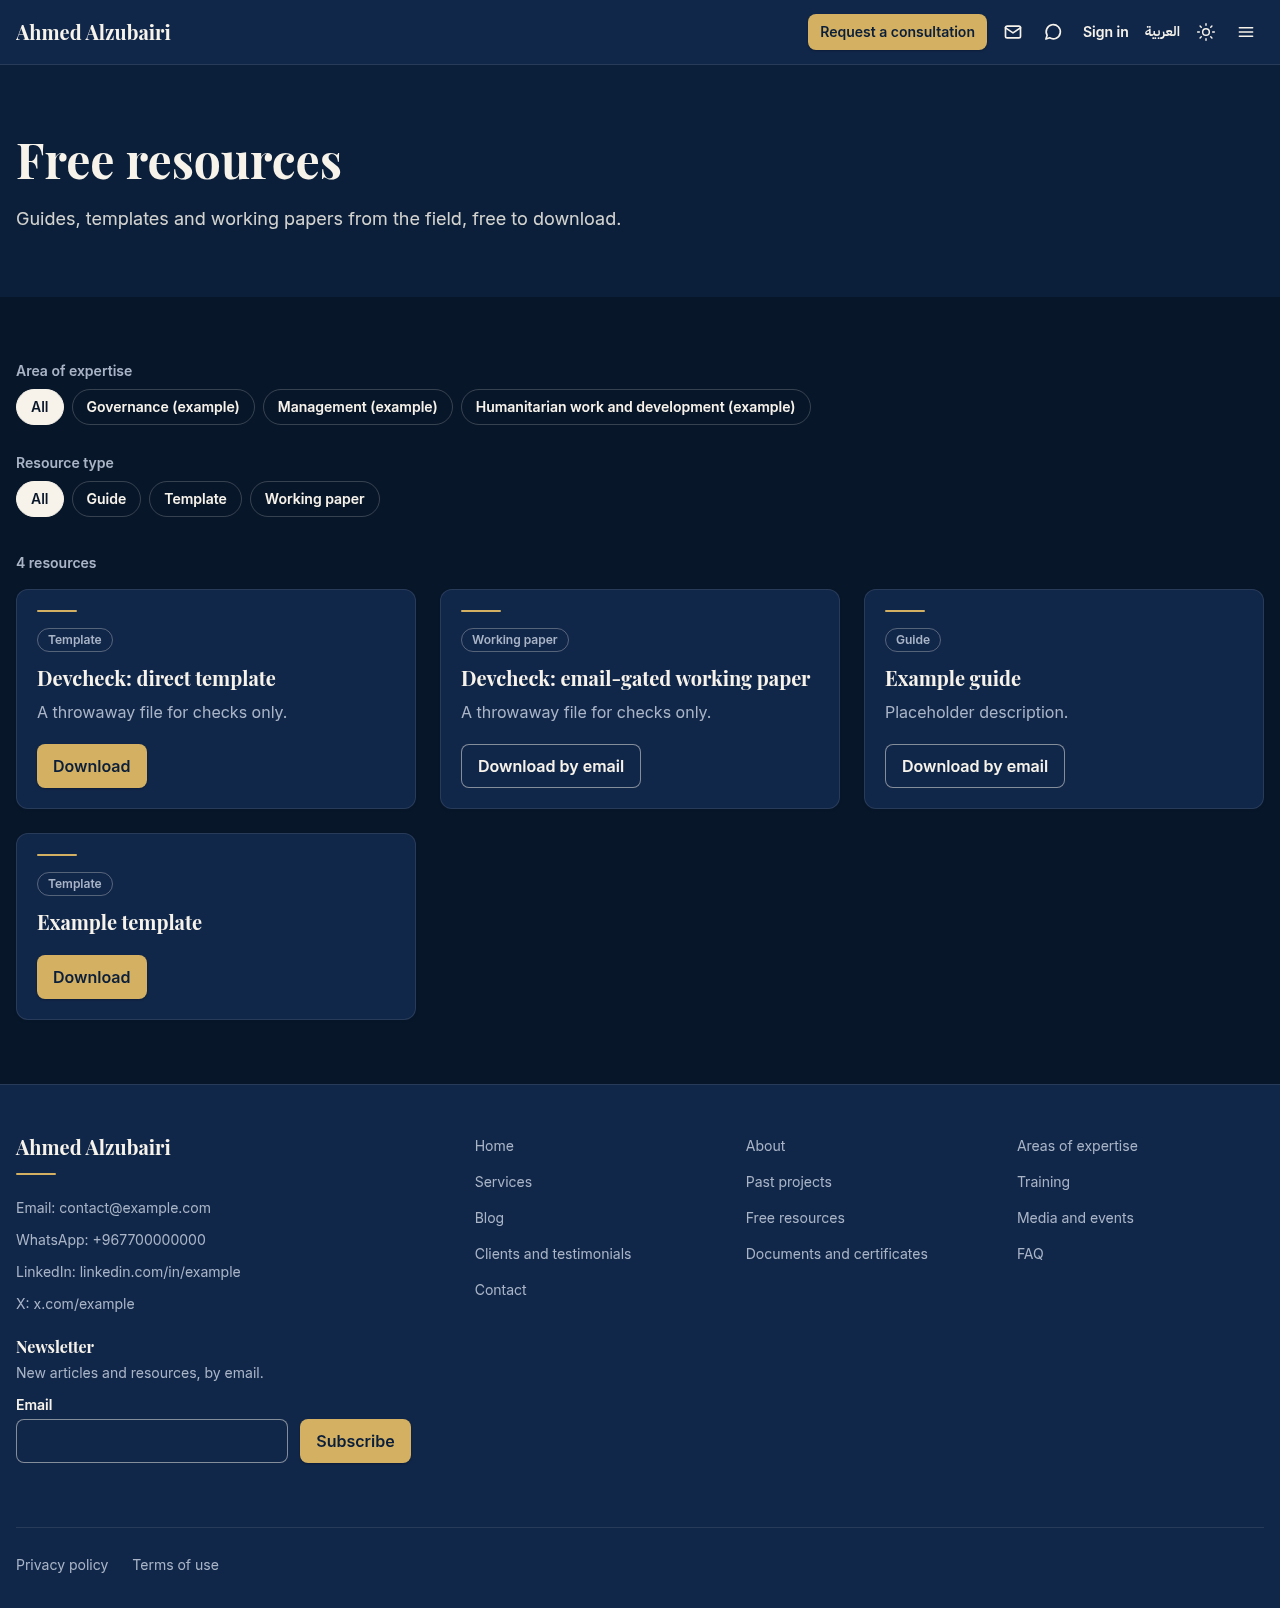 Ahmed Alzubairi
Request a consultation
Sign in
العربية
Free resources
Guides, templates and working papers from the field, free to download.
Area of expertise
All
Governance (example)
Management (example)
Humanitarian work and development (example)
Resource type
All
Guide
Template
Working paper
4 resources
Template
Devcheck: direct template
A throwaway file for checks only.
Download
Working paper
Devcheck: email-gated working paper
A throwaway file for checks only.
Download by email
Guide
Example guide
Placeholder description.
Download by email
Template
Example template
Download
Ahmed Alzubairi
Email: contact@example.com
WhatsApp: +967700000000
LinkedIn: linkedin.com/in/example
X: x.com/example
Newsletter
New articles and resources, by email.
Email
Subscribe
Home
About
Areas of expertise
Services
Past projects
Training
Blog
Free resources
Media and events
Clients and testimonials
Documents and certificates
FAQ
Contact
Privacy policy
Terms of use